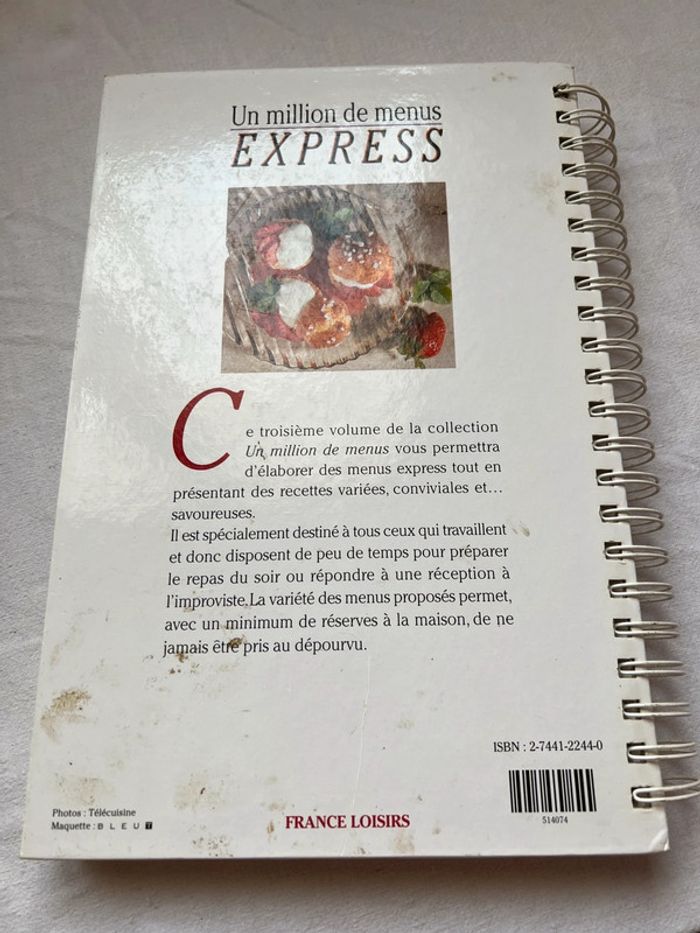 Un million de menus
EXPRESS
Ce troisième volume de la collection
Un million de menus vous permettra
d'élaborer des menus express tout en
présentant des recettes variées, conviviales et...
savoureuses.
Il est spécialement destiné à tous ceux qui travaillent
et donc disposent de peu de temps pour préparer
le repas du soir ou répondre à une réception à
l'improviste. La variété des menus proposés permet,
avec un minimum de réserves à la maison, de ne
jamais être pris au dépourvu.
ISBN : 2-7441-2244-0
514074
Photos : Télécuisine
Maquette : BLEU T
FRANCE LOISIRS